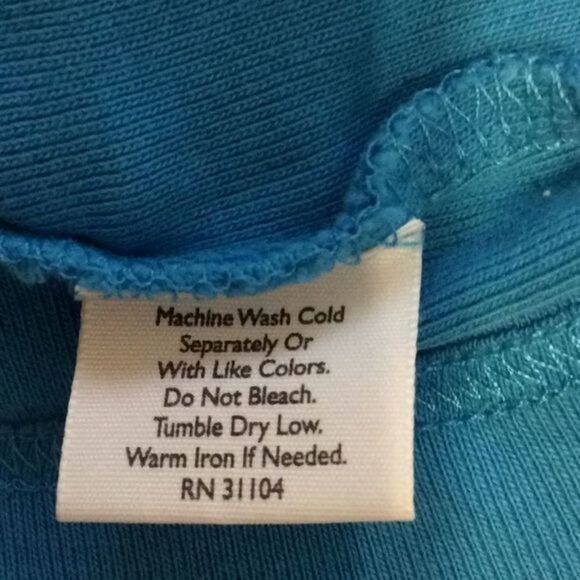 Machine Wash Cold
Separately Or
With Like Colors.
Do Not Bleach.
Tumble Dry Low.
Warm Iron If Needed.
RN 31104